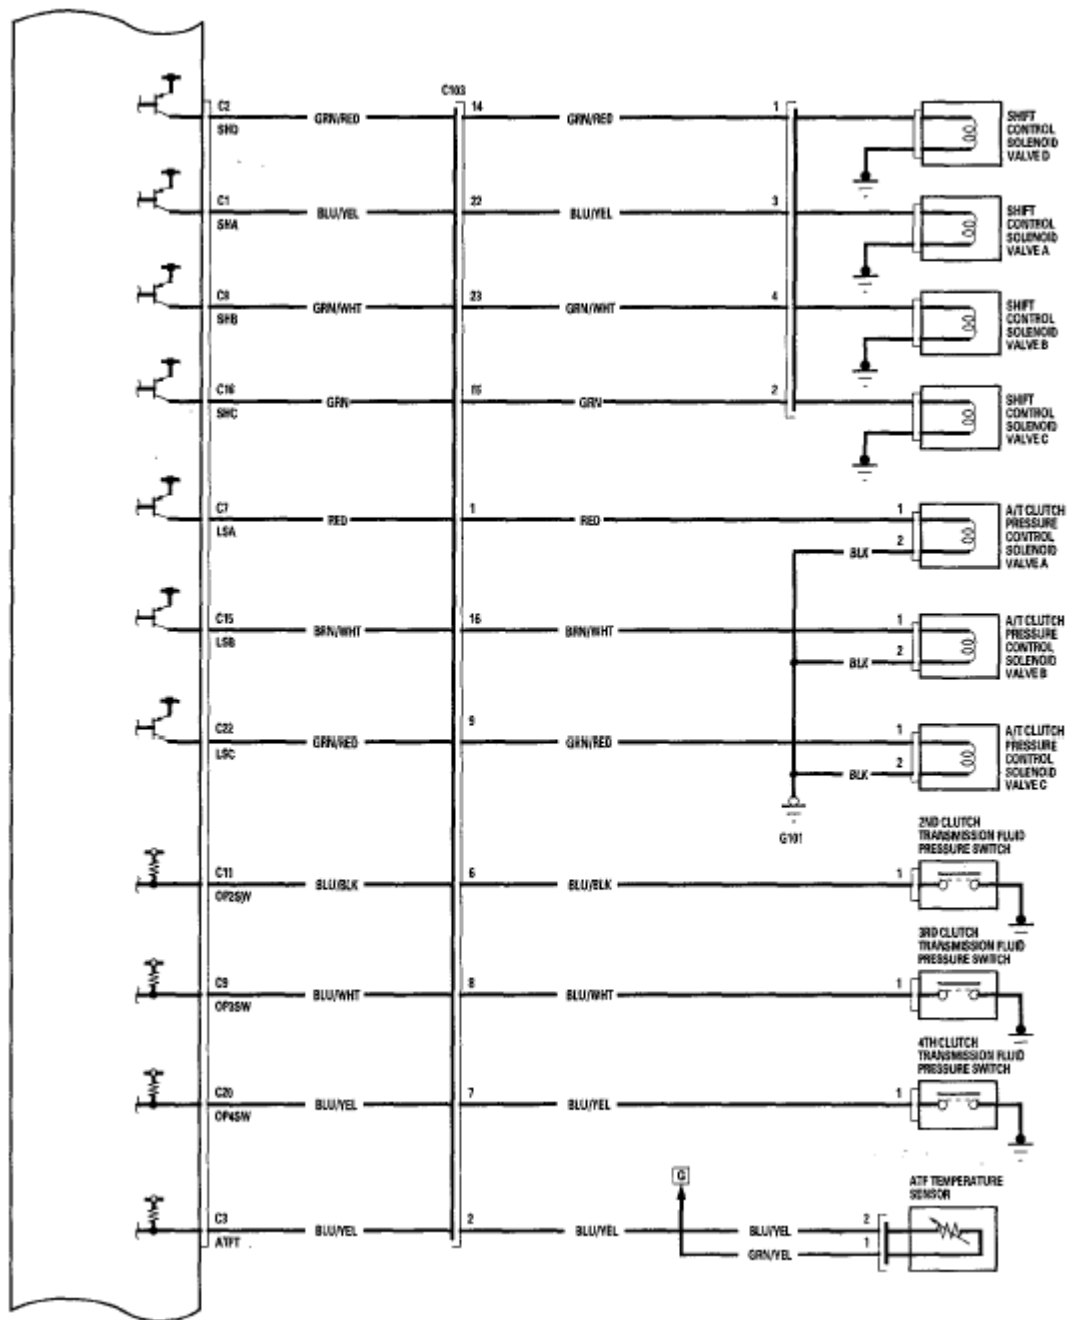 C103
C2
GRN/RED
14
GRN/RED
1
SHD
SHIFT
CONTROL
SOLENOID
VALVE D
C1
BLU/YEL
22
BLU/YEL
3
SHA
SHIFT
CONTROL
SOLENOID
VALVE A
C8
GRN/WHT
23
GRN/WHT
4
SHB
SHIFT
CONTROL
SOLENOID
VALVE B
C16
GRN
15
GRN
2
SHC
SHIFT
CONTROL
SOLENOID
VALVE C
C7
RED
1
RED
1
LSA
2
BLK
A/T CLUTCH
PRESSURE
CONTROL
SOLENOID
VALVE A
C15
BRN/WHT
16
BRN/WHT
1
LSB
2
BLK
A/T CLUTCH
PRESSURE
CONTROL
SOLENOID
VALVE B
C22
GRN/RED
9
GRN/RED
1
LSC
2
BLK
A/T CLUTCH
PRESSURE
CONTROL
SOLENOID
VALVE C
G101
2ND CLUTCH
TRANSMISSION FLUID
PRESSURE SWITCH
C11
BLU/BLK
6
BLU/BLK
1
OP2SW
3RD CLUTCH
TRANSMISSION FLUID
PRESSURE SWITCH
C9
BLU/WHT
8
BLU/WHT
1
OP3SW
4TH CLUTCH
TRANSMISSION FLUID
PRESSURE SWITCH
C20
BLU/YEL
7
BLU/YEL
1
OP4SW
G
ATF TEMPERATURE
SENSOR
C3
BLU/YEL
2
BLU/YEL
BLU/YEL
2
ATFT
GRN/YEL
1